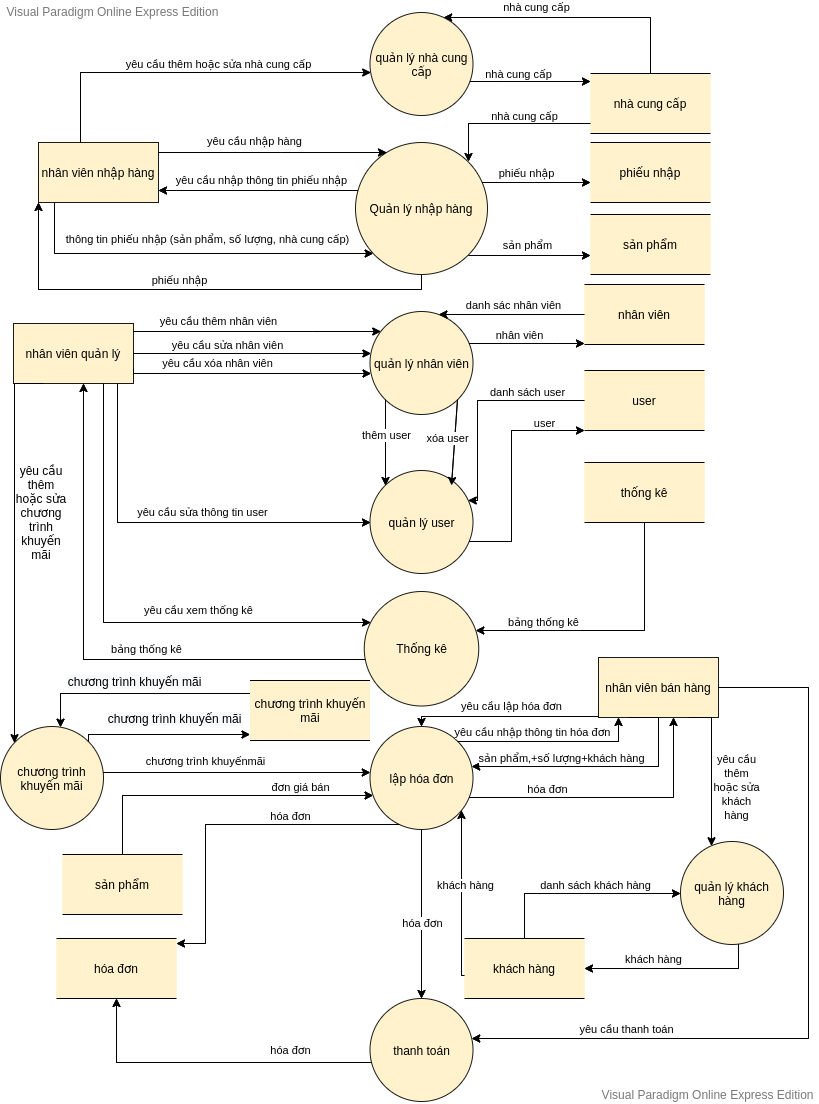 Visual Paradigm Online Express Edition
nhà cung cấp
quản lý nhà cung
cấp
yêu cầu thêm hoặc sửa nhà cung cấp
nhà cung cấp
nhà cung cấp
nhà cung cấp
yêu cầu nhập hàng
nhân viên nhập hàng
yêu cầu nhập thông tin phiếu nhập
phiếu nhập
phiếu nhập
Quản lý nhập hàng
thông tin phiếu nhập (sản phẩm, số lượng, nhà cung cấp)
sản phẩm
sản phẩm
phiếu nhập
danh sác nhân viên
nhân viên
yêu cầu thêm nhân viên
nhân viên
yêu cầu sửa nhân viên
nhân viên quản lý
yêu cầu xóa nhân viên
quản lý nhân viên
danh sách user
user
user
thêm user
xóa user
yêu cầu
thêm
hoặc sửa
chương
trình
khuyến
mãi
thống kê
yêu cầu sửa thông tin user
quản lý user
yêu cầu xem thống kê
bảng thống kê
bảng thống kê
Thống kê
chương trình khuyến mãi
chương trình khuyến
mãi
nhân viên bán hàng
yêu cầu lập hóa đơn
chương trình khuyến mãi
yêu cầu nhập thông tin hóa đơn
chương trình
khuyến mãi
chương trình khuyếnmãi
sản phẩm,+số lượng+khách hàng
lập hóa đơn
đơn giá bán
hóa đơn
yêu cầu
thêm
hoặc sửa
khách
hàng
hóa đơn
sản phẩm
khách hàng
danh sách khách hàng
quản lý khách
hàng
hóa đơn
hóa đơn
khách hàng
khách hàng
yêu cầu thanh toán
hóa đơn
thanh toán
Visual Paradigm Online Express Edition